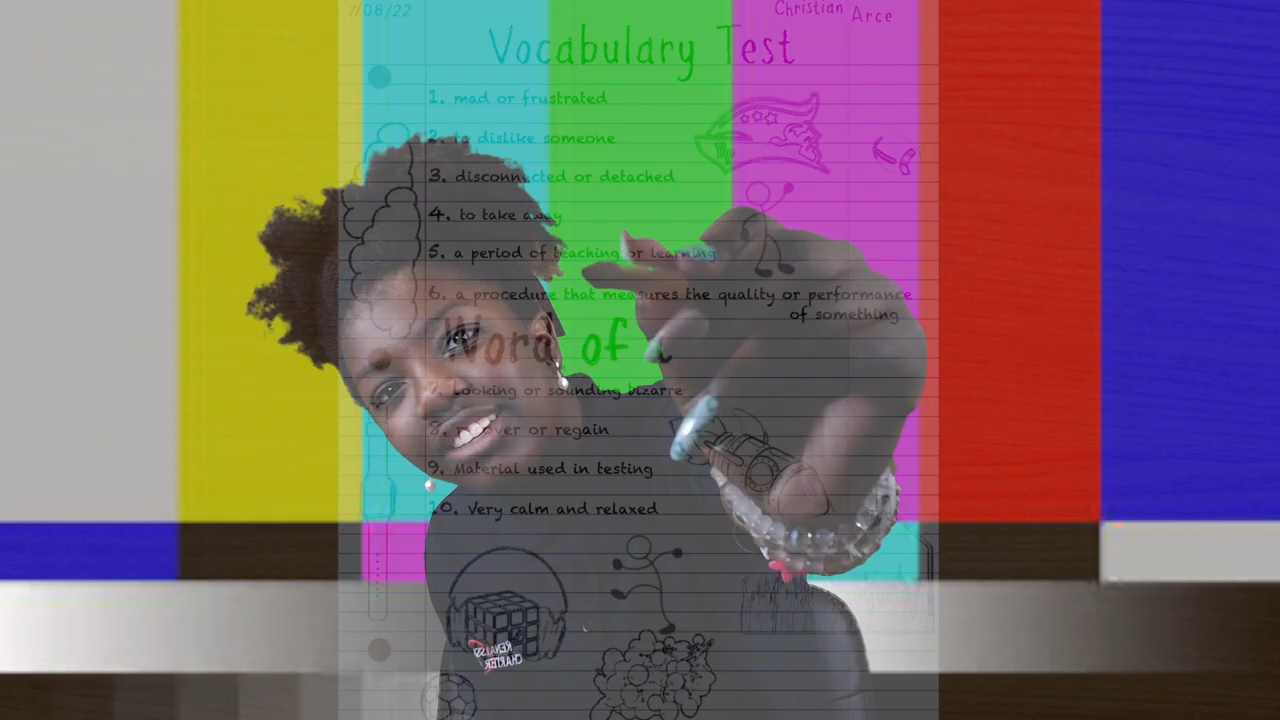 7/08/22
Christian Arce
Vocabulary Test
1. mad or frustrated
2. to dislike someone
3. disconnected or detached
4. to take away
5. a period of teaching or learning
6. a procedure that measures the quality or performance
of something
Word of
7. Looking or sounding bizarre
8. over or regain
9. Material used in testing
10. Very calm and relaxed
CHARTER